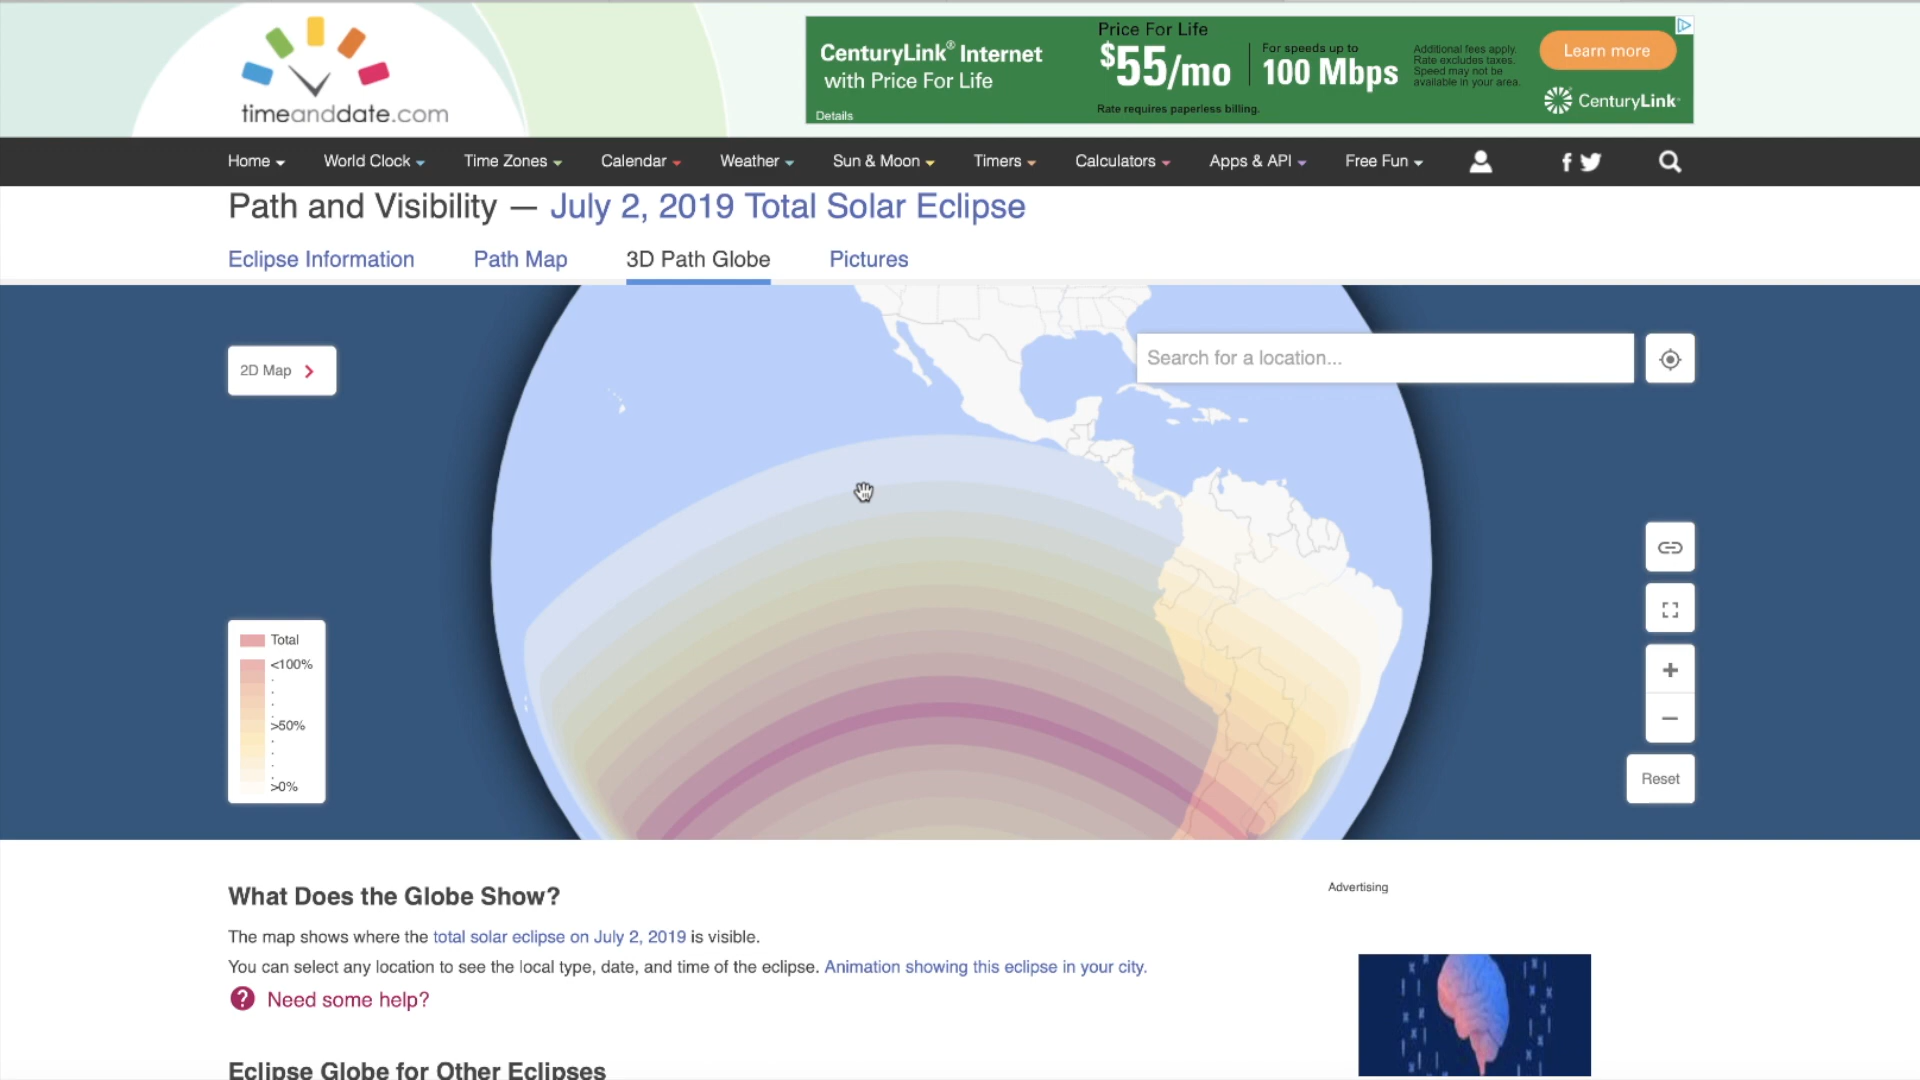 timeanddate.com
CenturyLink® Internet
with Price For Life
Details
Price For Life
$55/mo
Rate requires paperless billing.
For speeds up to
100 Mbps
Additional fees apply.
Rate excludes taxes.
Speed may not be
available in your area.
Learn more
CenturyLink
Home World Clock Time Zones Calendar Weather Sun & Moon Timers Calculators Apps & API Free Fun
Path and Visibility — July 2, 2019 Total Solar Eclipse
Eclipse Information Path Map 3D Path Globe Pictures
2D Map
Search for a location...
Total
<100%
>50%
>0%
Reset
What Does the Globe Show?
Advertising
The map shows where the total solar eclipse on July 2, 2019 is visible.
You can select any location to see the local type, date, and time of the eclipse. Animation showing this eclipse in your city.
? Need some help?
Eclipse Globe for Other Eclipses